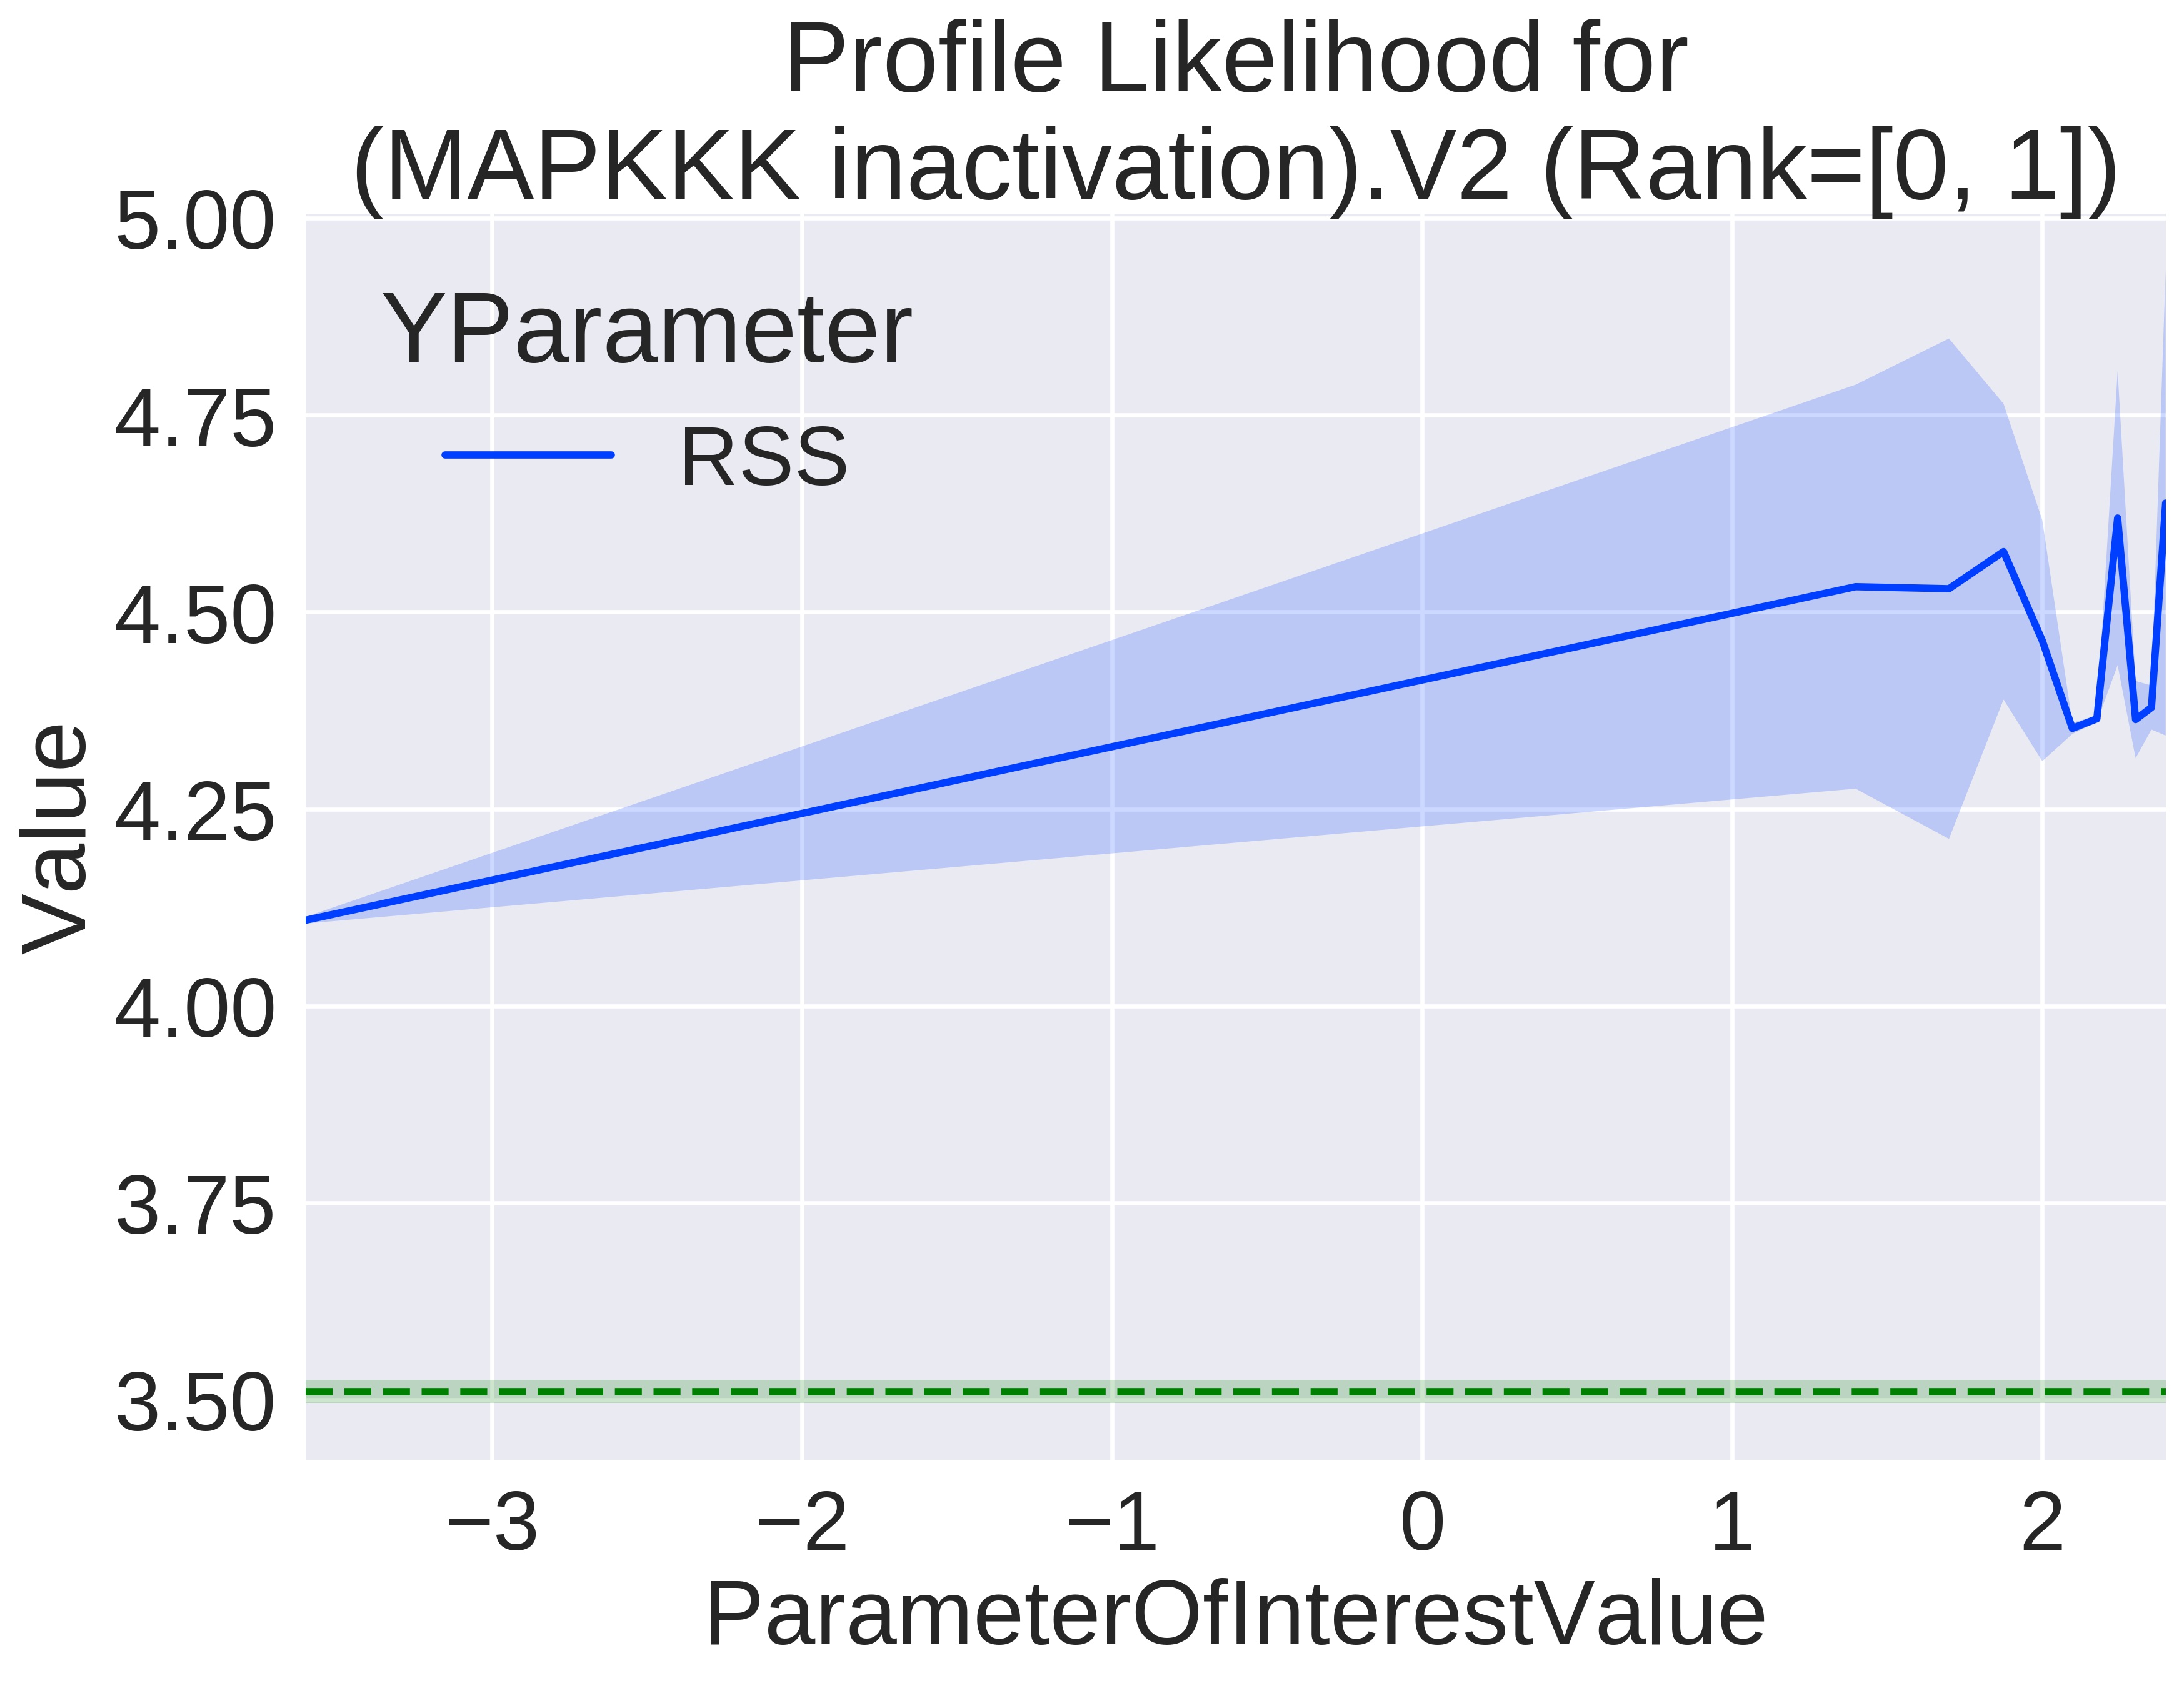 Profile Likelihood for
(MAPKKK inactivation).V2 (Rank=[0, 1])
5.00
4.75
4.50
4.25
4.00
3.75
3.50
Value
YParameter
RSS
−3 −2 −1 0 1 2
ParameterOfInterestValue